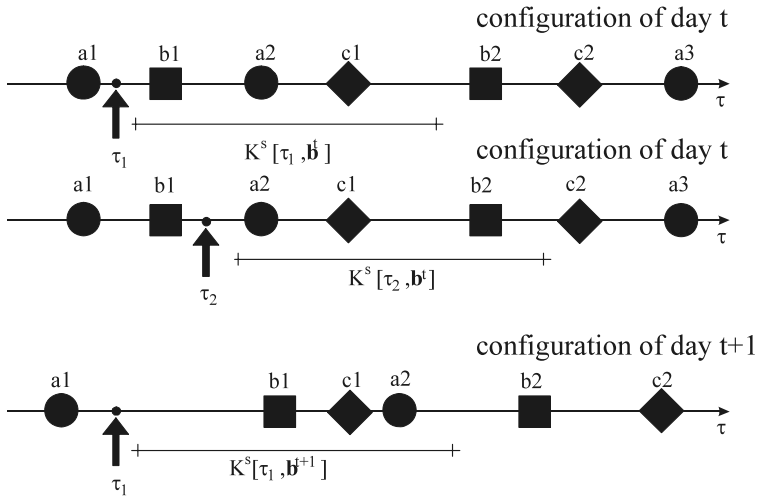 configuration of day t
a1 b1 a2 c1 b2 c2 a3
τ
τ1
K^s [τ1 ,b^t ]
configuration of day t
a1 b1 a2 c1 b2 c2 a3
τ
τ2
K^s [τ2 ,b^t]
configuration of day t+1
a1 b1 c1 a2 b2 c2
τ
τ1
K^s[τ1 ,b^t+1]